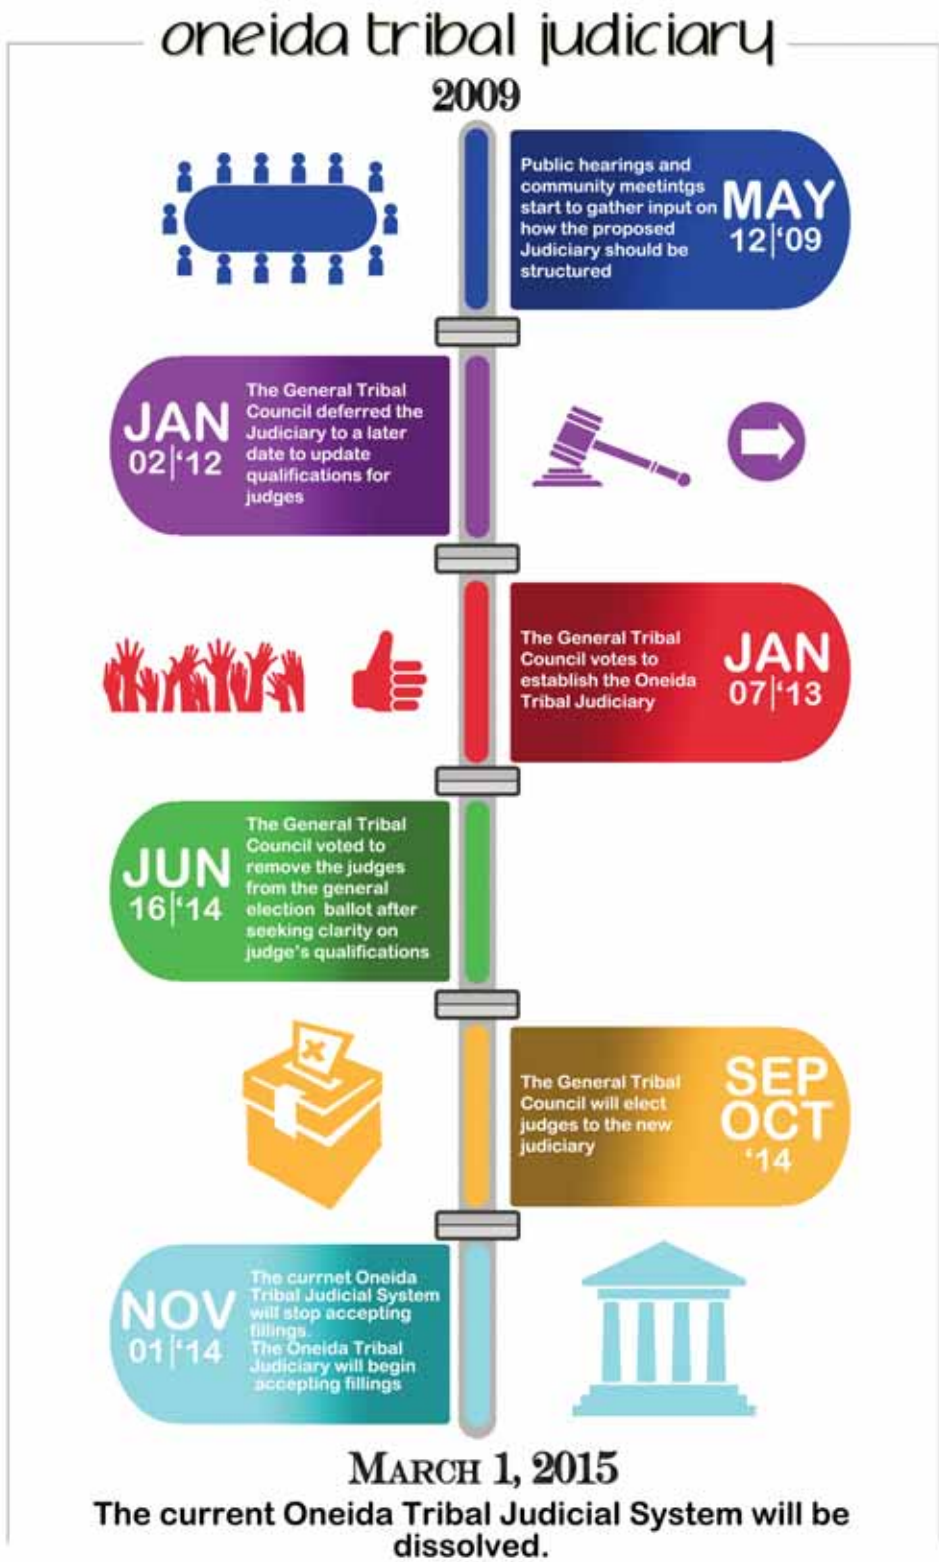 oneida tribal judiciary
2009
Public hearings and
community meetintgs
start to gather input on
how the proposed
Judiciary should be
structured
MAY
12|‘09
JAN
02|‘12
The General Tribal
Council deferred the
Judiciary to a later
date to update
qualifications for
judges
The General Tribal
Council votes to
establish the Oneida
Tribal Judiciary
JAN
07|‘13
JUN
16|‘14
The General Tribal
Council voted to
remove the judges
from the general
election ballot after
seeking clarity on
judge's qualifications
The General Tribal
Council will elect
judges to the new
judiciary
SEP
OCT
‘14
NOV
01|‘14
The currnet Oneida
Tribal Judicial System
will stop accepting
fillings.
The Oneida Tribal
Judiciary will begin
accepting fillings
MARCH 1, 2015
The current Oneida Tribal Judicial System will be
dissolved.